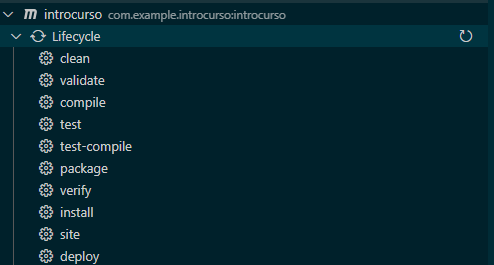 introcurso com.example.introcurso:introcurso
Lifecycle
clean
validate
compile
test
test-compile
package
verify
install
site
deploy